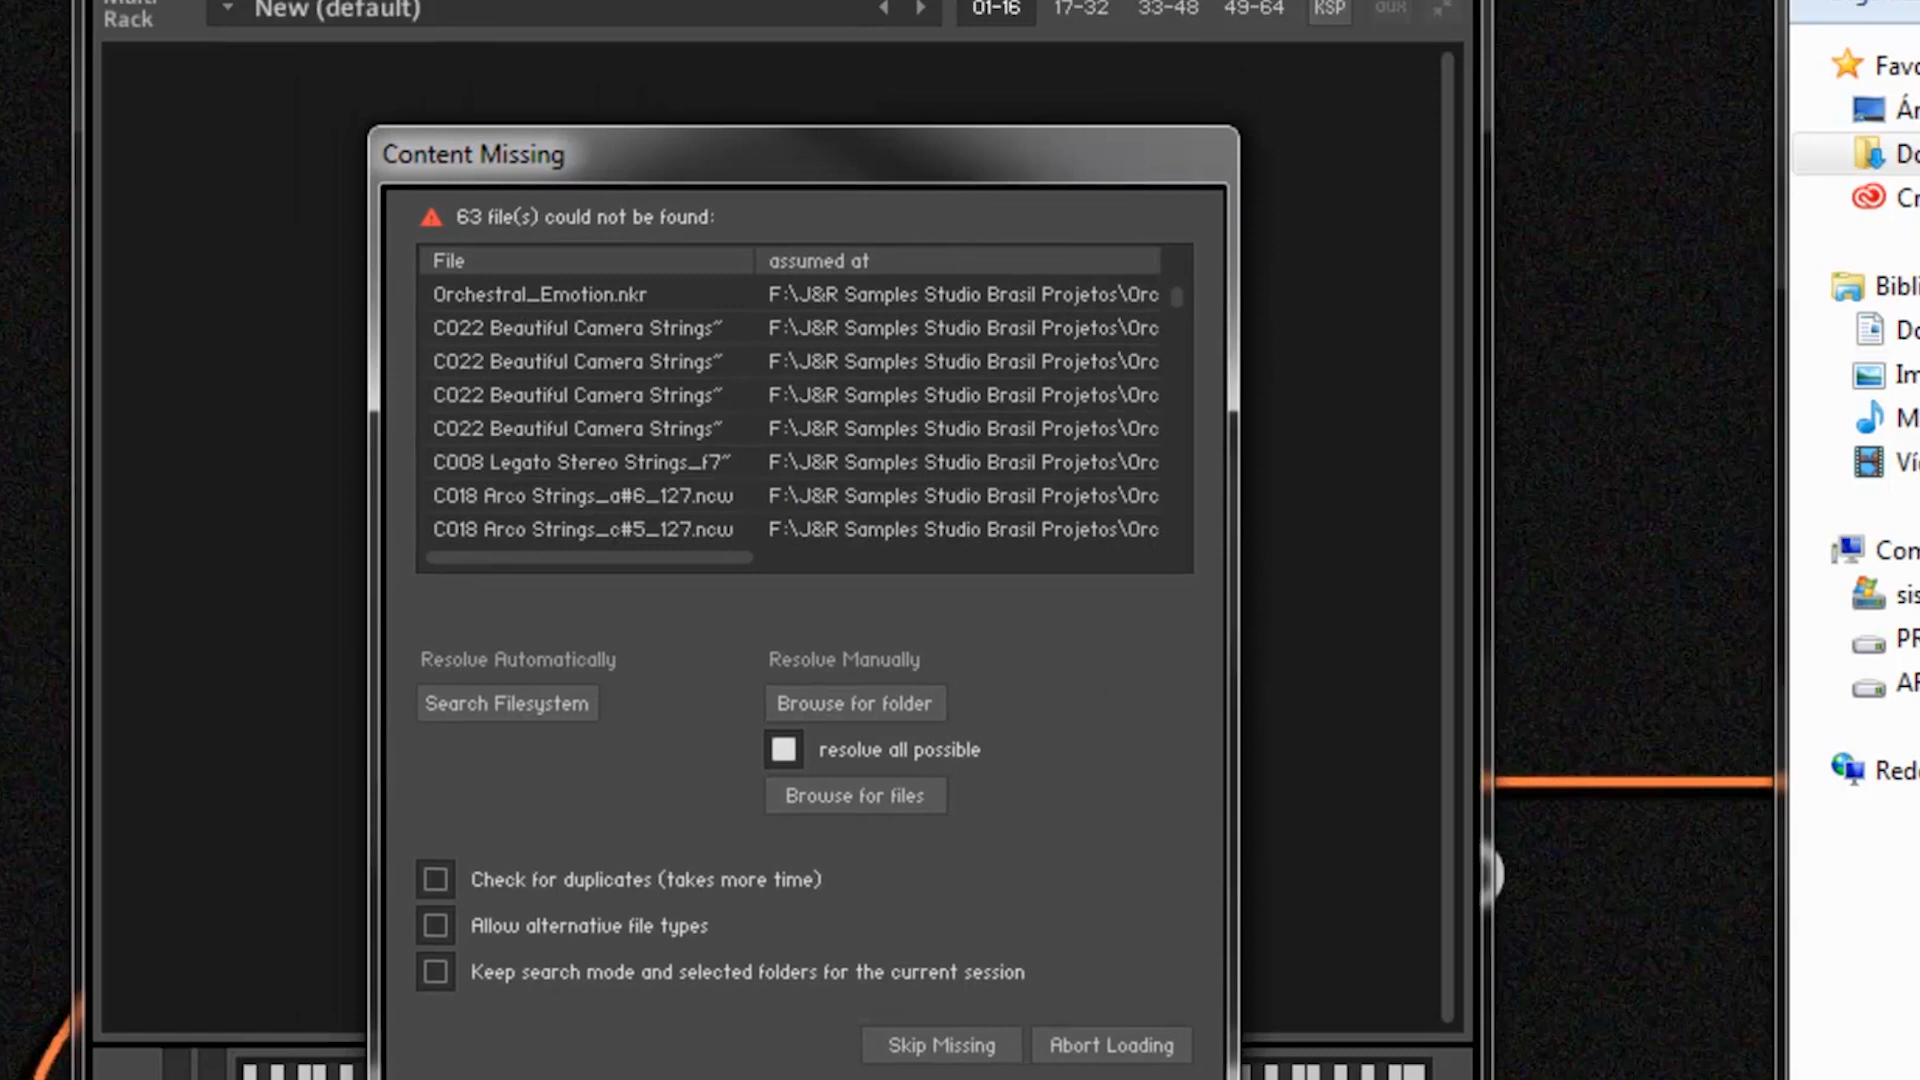 Multi
Rack
New (default)
01-16
17-32
33-48
49-64
KSP
aux
Content Missing
63 file(s) could not be found:
File
assumed at
Orchestral_Emotion.nkr
F:\J&R Samples Studio Brasil Projetos\Orc
C022 Beautiful Camera Strings~
F:\J&R Samples Studio Brasil Projetos\Orc
C022 Beautiful Camera Strings~
F:\J&R Samples Studio Brasil Projetos\Orc
C022 Beautiful Camera Strings~
F:\J&R Samples Studio Brasil Projetos\Orc
C022 Beautiful Camera Strings~
F:\J&R Samples Studio Brasil Projetos\Orc
C008 Legato Stereo Strings_f7~
F:\J&R Samples Studio Brasil Projetos\Orc
C018 Arco Strings_a#6_127.ncw
F:\J&R Samples Studio Brasil Projetos\Orc
C018 Arco Strings_c#5_127.ncw
F:\J&R Samples Studio Brasil Projetos\Orc
Resolve Automatically
Resolve Manually
Search Filesystem
Browse for folder
resolve all possible
Browse for files
Check for duplicates (takes more time)
Allow alternative file types
Keep search mode and selected folders for the current session
Skip Missing
Abort Loading
Favo
Ár
Do
Cr
Bibli
Do
Im
M
Ví
Com
sis
PR
AR
Rede